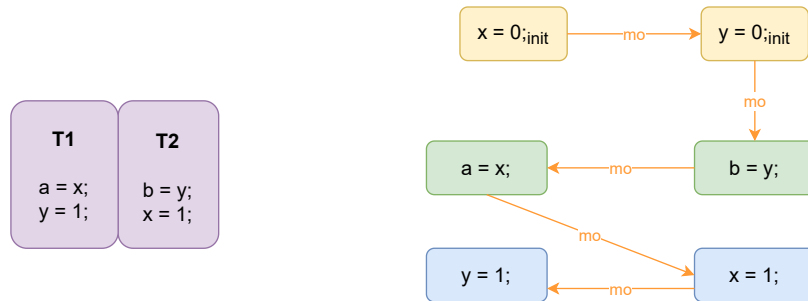 x = 0;init
mo
y = 0;init
mo
T1
a = x;
y = 1;
T2
b = y;
x = 1;
a = x;
mo
b = y;
mo
y = 1;
mo
x = 1;